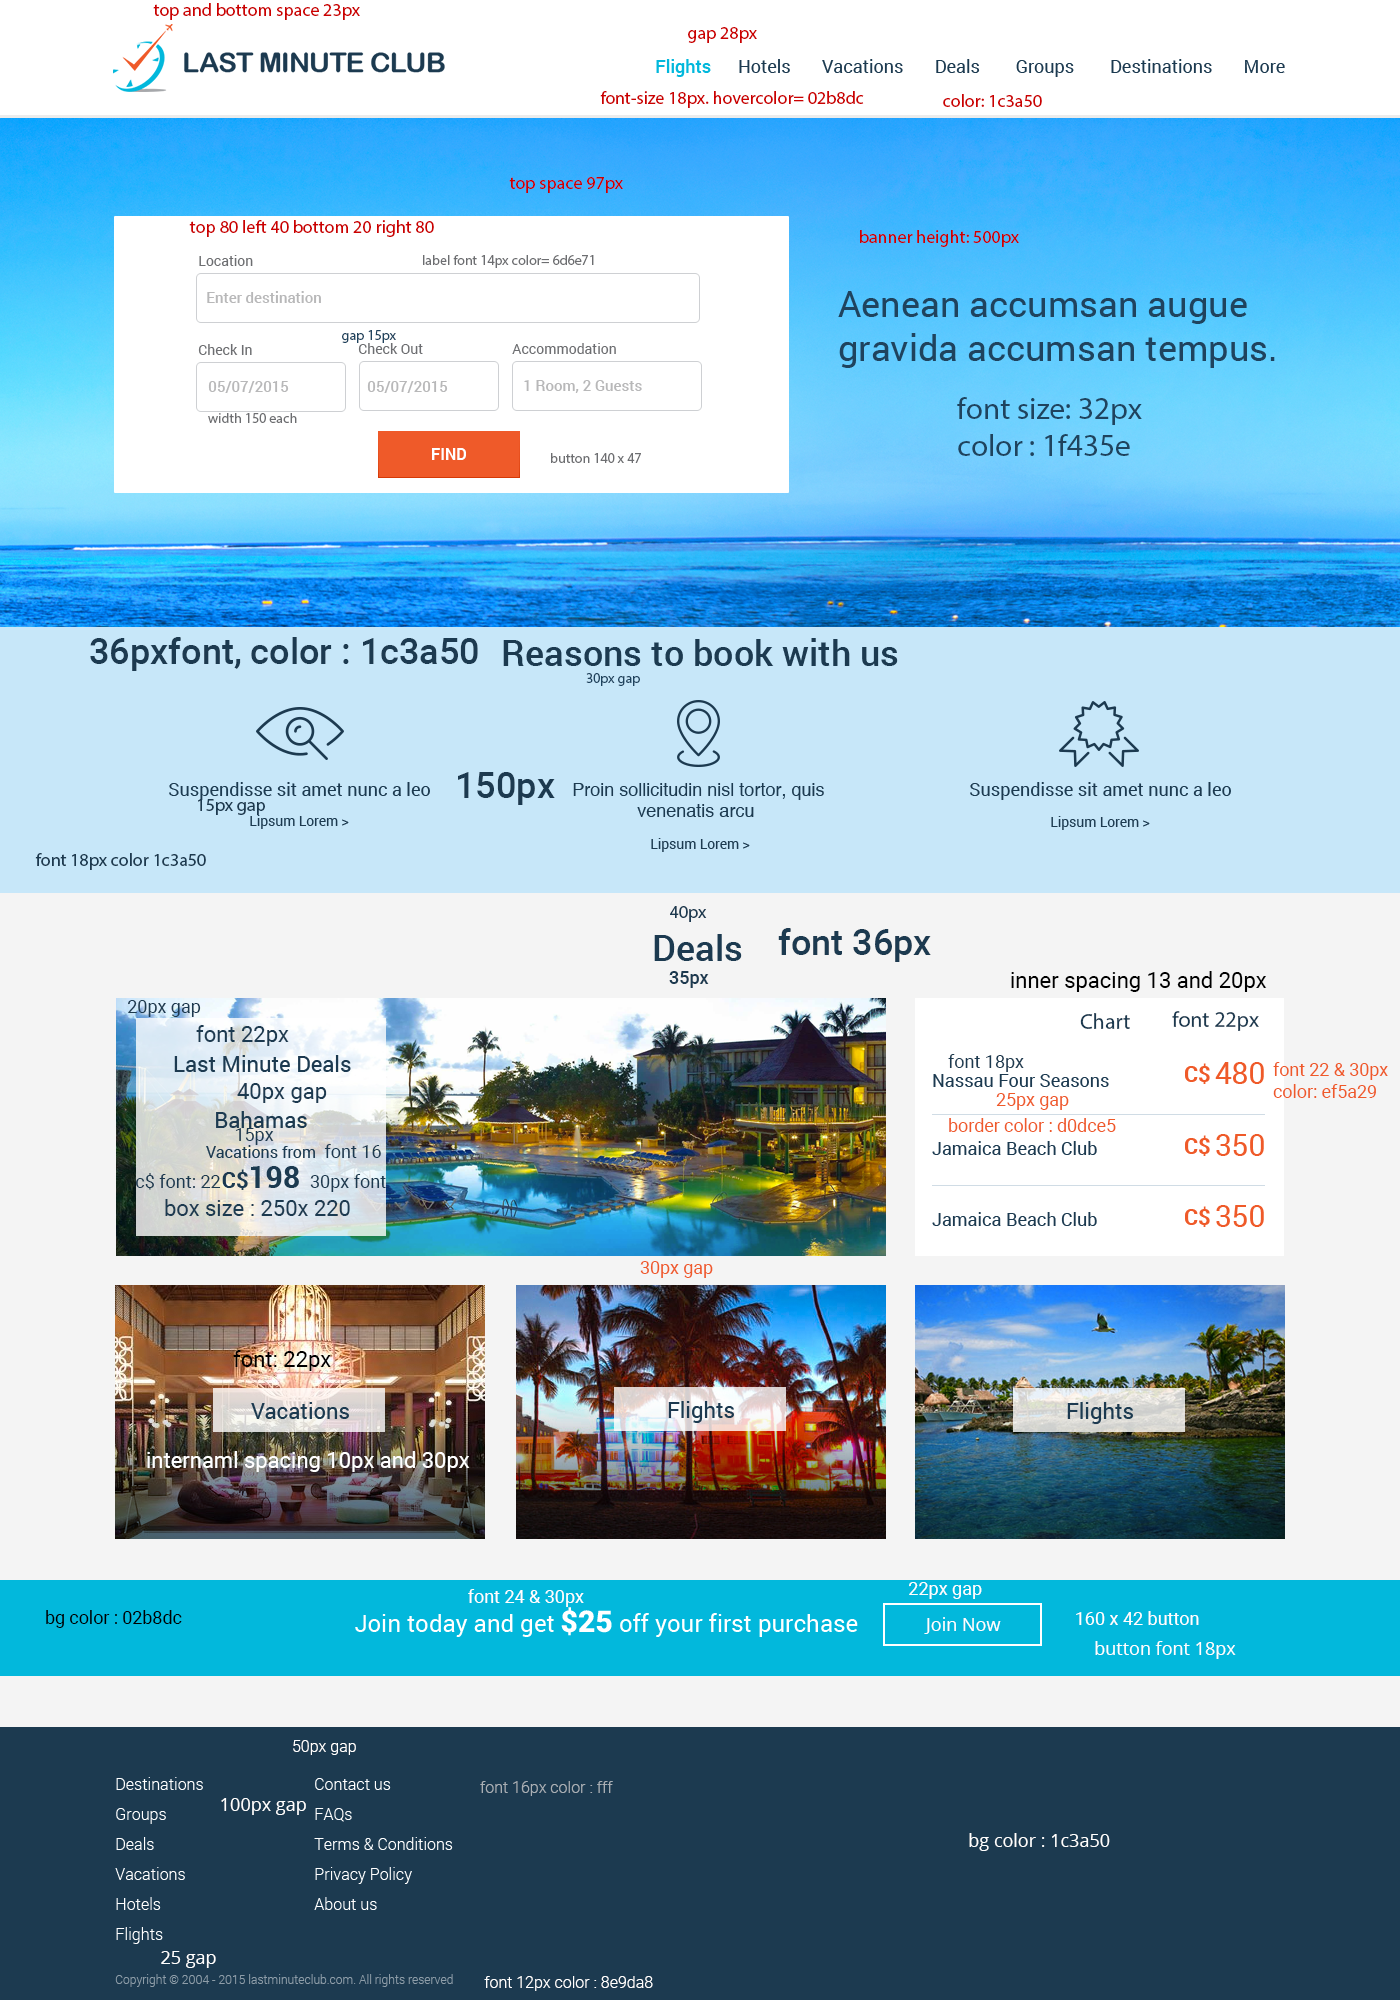 top and bottom space 23px
LAST MINUTE CLUB
gap 28px
Flights Hotels Vacations Deals Groups Destinations More
font-size 18px. hovercolor= 02b8dc
color: 1c3a50
top space 97px
top 80 left 40 bottom 20 right 80
banner height: 500px
Location
label font 14px color= 6d6e71
Enter destination
Aenean accumsan augue
gravida accumsan tempus.
gap 15px
Check In
Check Out
Accommodation
05/07/2015
05/07/2015
1 Room, 2 Guests
width 150 each
font size: 32px
color : 1f435e
FIND
button 140 x 47
36pxfont, color : 1c3a50
Reasons to book with us
30px gap
Suspendisse sit amet nunc a leo
15px gap
Lipsum Lorem >
150px
Proin sollicitudin nisl tortor, quis
venenatis arcu
Lipsum Lorem >
Suspendisse sit amet nunc a leo
Lipsum Lorem >
font 18px color 1c3a50
40px
Deals
font 36px
35px
inner spacing 13 and 20px
20px gap
font 22px
Last Minute Deals
40px gap
Bahamas
15px
Vacations from font 16
c$ font: 22 C$198 30px font
box size : 250x 220
Chart
font 22px
font 18px
Nassau Four Seasons
C$ 480
font 22 & 30px
color: ef5a29
25px gap
border color : d0dce5
Jamaica Beach Club
C$ 350
Jamaica Beach Club
C$ 350
30px gap
font: 22px
Vacations
internaml spacing 10px and 30px
Flights
Flights
bg color : 02b8dc
font 24 & 30px
Join today and get $25 off your first purchase
22px gap
Join Now
160 x 42 button
button font 18px
50px gap
Destinations
Groups
Deals
Vacations
Hotels
Flights
100px gap
Contact us
FAQs
Terms & Conditions
Privacy Policy
About us
font 16px color : fff
bg color : 1c3a50
25 gap
Copyright © 2004 - 2015 lastminuteclub.com. All rights reserved
font 12px color : 8e9da8